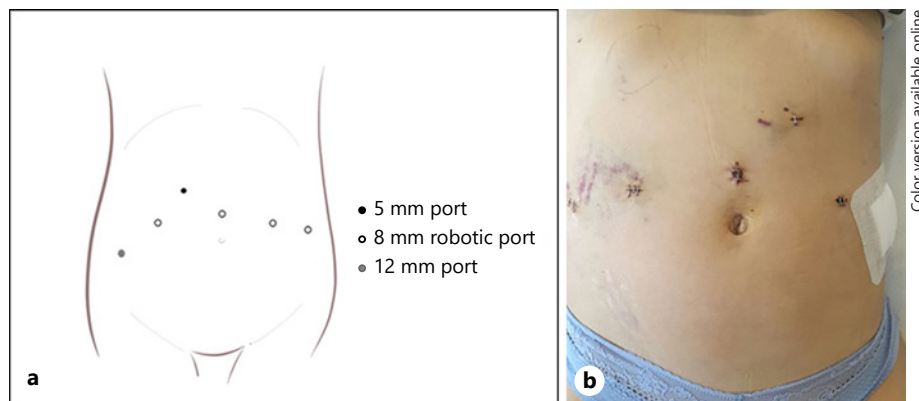 5 mm port
8 mm robotic port
12 mm port
a
b
Color version available online